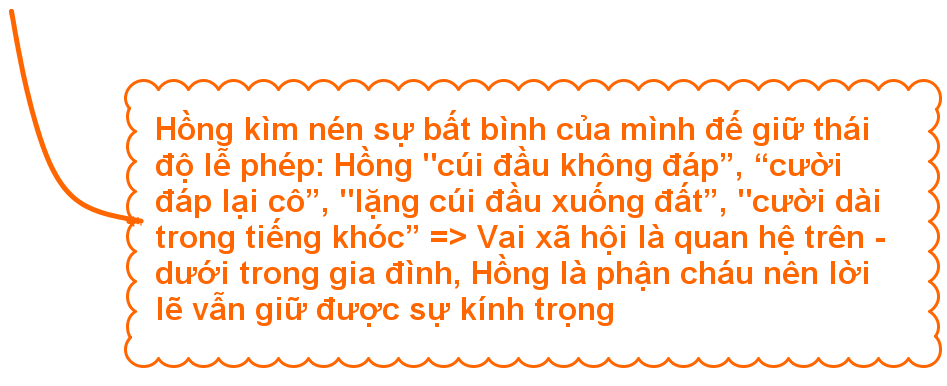 Hồng kìm nén sự bất bình của mình đế giữ thái
độ lễ phép: Hồng "cúi đầu không đáp”, “cười
đáp lại cô”, "lặng cúi đầu xuống đất”, "cười dài
trong tiếng khóc” => Vai xã hội là quan hệ trên -
dưới trong gia đình, Hồng là phận cháu nên lời
lẽ vẫn giữ được sự kính trọng